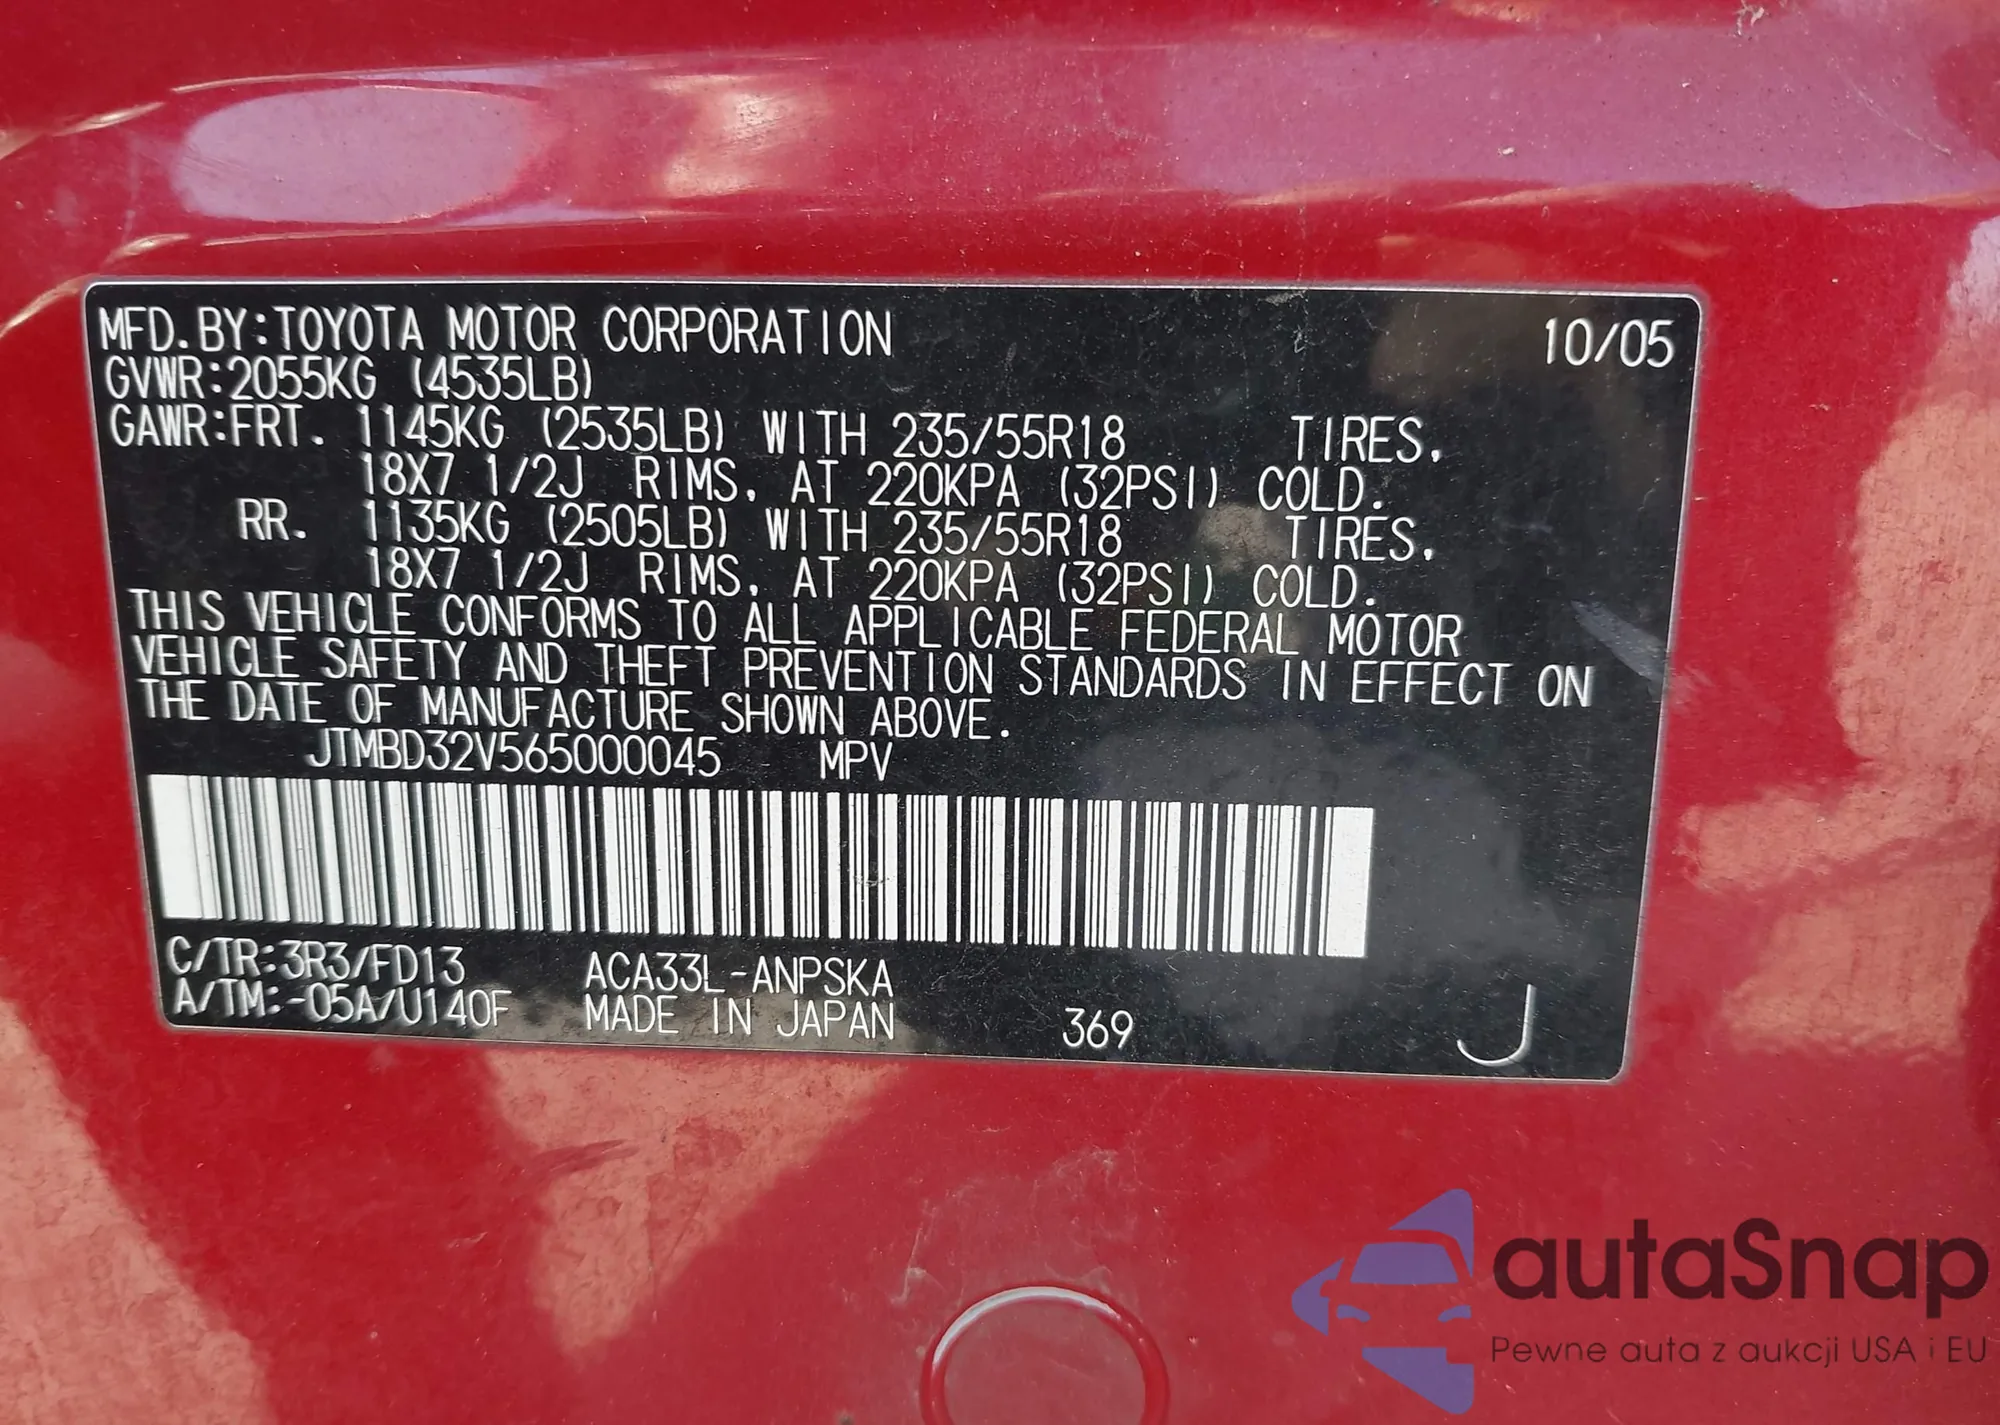 MFD.BY:TOYOTA MOTOR CORPORATION 10/05
GVWR:2055KG (4535LB)
GAWR:FRT. 1145KG (2535LB) WITH 235/55R18 TIRES,
18X7 1/2J RIMS, AT 220KPA (32PSI) COLD.
RR. 1135KG (2505LB) WITH 235/55R18 TIRES,
18X7 1/2J RIMS, AT 220KPA (32PSI) COLD.
THIS VEHICLE CONFORMS TO ALL APPLICABLE FEDERAL MOTOR
VEHICLE SAFETY AND THEFT PREVENTION STANDARDS IN EFFECT ON
THE DATE OF MANUFACTURE SHOWN ABOVE.
JTMBD32V565000045 MPV
C/TR:3R3/FD13 ACA33L-ANPSKA
A/TM:-05A/U140F MADE IN JAPAN 369 J
autaSnap
Pewne auta z aukcji USA i EU